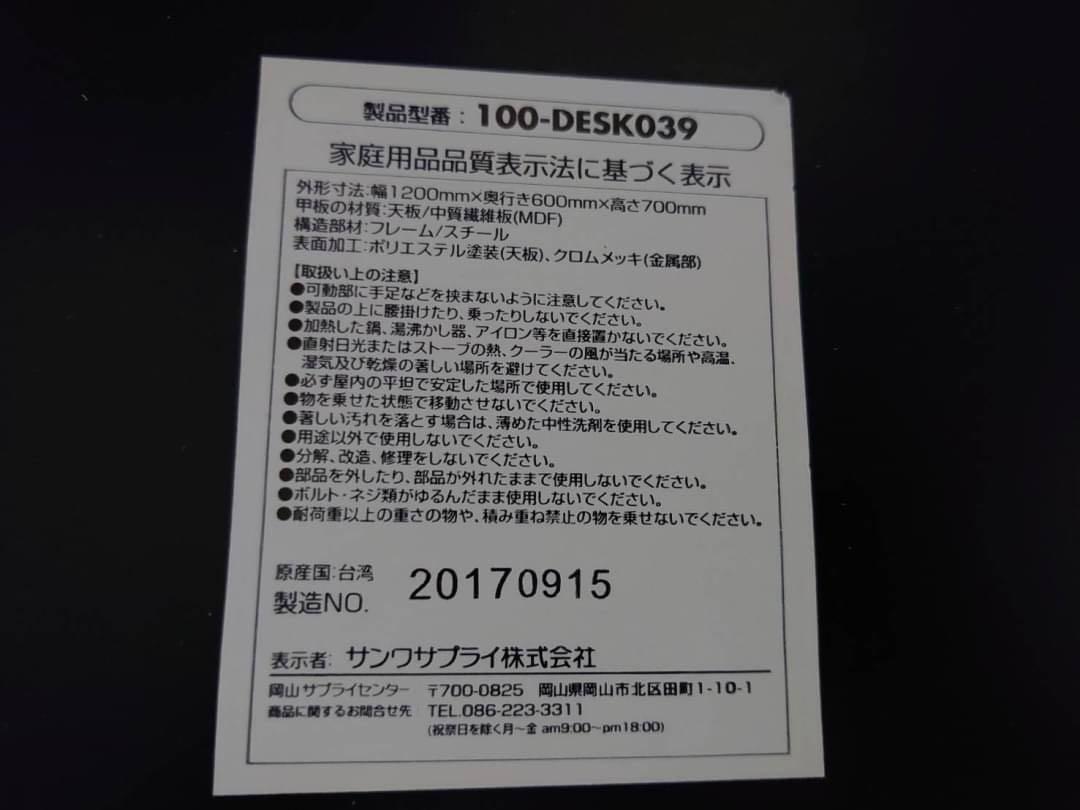 製品型番：100-DESK039
家庭用品品質表示法に基づく表示
外形寸法:幅1200mm×奥行き600mm×高さ700mm
甲板の材質:天板/中質繊維板(MDF)
構造部材:フレーム/スチール
表面加工:ポリエステル塗装(天板)、クロムメッキ(金属部)
【取扱い上の注意】
●可動部に手足などを挟まないように注意してください。
●製品の上に腰掛けたり、乗ったりしないでください。
●加熱した鍋、湯沸かし器、アイロン等を直接置かないでください。
●直射日光またはストーブの熱、クーラーの風が当たる場所や高温、
湿気及び乾燥の著しい場所を避けてください。
●必ず屋内の平坦で安定した場所で使用してください。
●物を乗せた状態で移動させないでください。
●著しい汚れを落とす場合は、薄めた中性洗剤を使用してください。
●用途以外で使用しないでください。
●分解、改造、修理をしないでください。
●部品を外したり、部品が外れたままで使用しないでください。
●ボルト・ネジ類がゆるんだまま使用しないでください。
●耐荷重以上の重さの物や、積み重ね禁止の物を乗せないでください。
原産国:台湾
製造NO. 20170915
表示者: サンワサプライ株式会社
岡山サプライセンター 〒700-0825 岡山県岡山市北区田町1-10-1
商品に関するお問合せ先 TEL.086-223-3311
(祝祭日を除く月～金 am9:00～pm18:00)